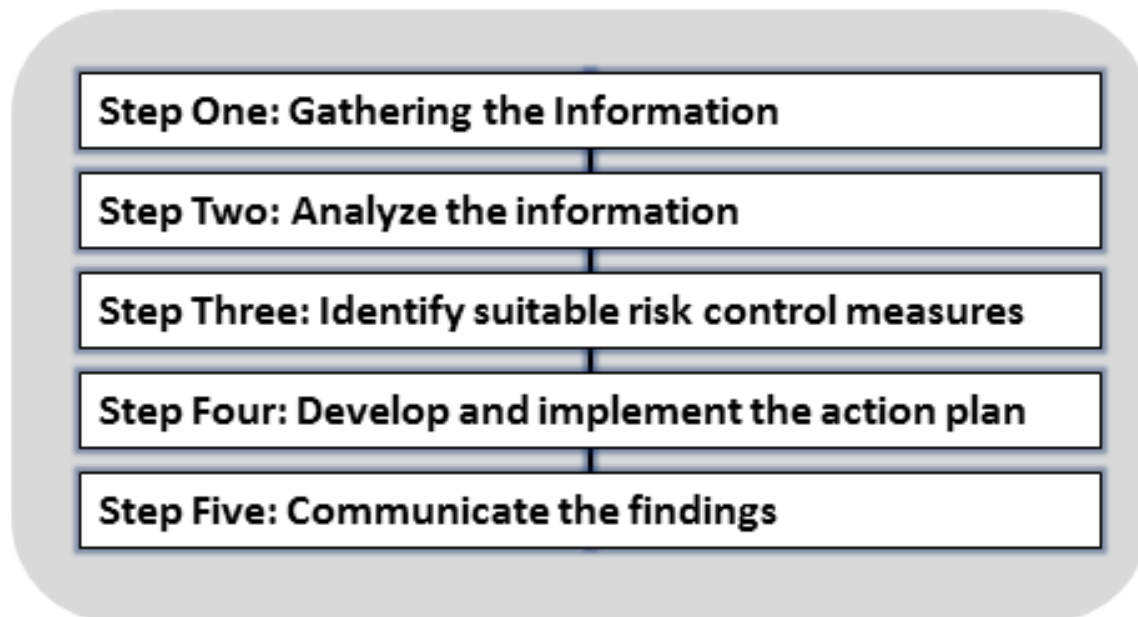 Step One: Gathering the Information
Step Two: Analyze the information
Step Three: Identify suitable risk control measures
Step Four: Develop and implement the action plan
Step Five: Communicate the findings